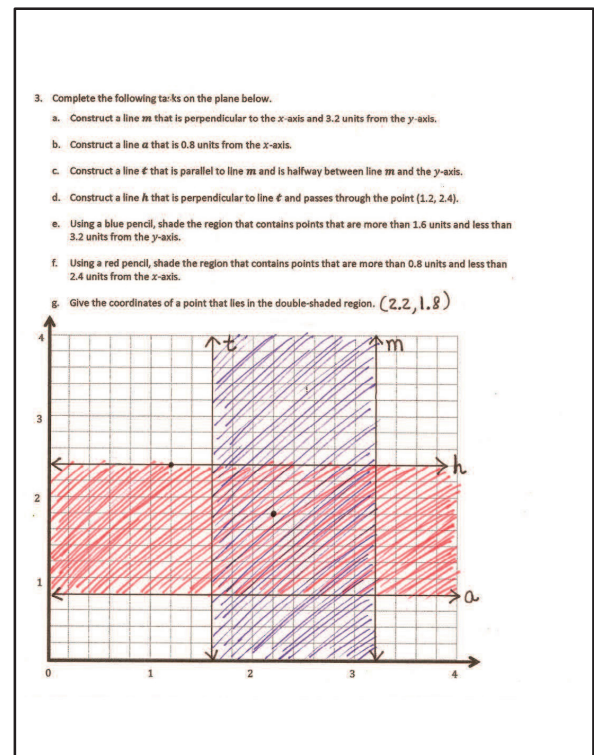 3. Complete the following tasks on the plane below.
a. Construct a line m that is perpendicular to the x-axis and 3.2 units from the y-axis.
b. Construct a line a that is 0.8 units from the x-axis.
c. Construct a line t that is parallel to line m and is halfway between line m and the y-axis.
d. Construct a line h that is perpendicular to line t and passes through the point (1.2, 2.4).
e. Using a blue pencil, shade the region that contains points that are more than 1.6 units and less than
3.2 units from the y-axis.
f. Using a red pencil, shade the region that contains points that are more than 0.8 units and less than
2.4 units from the x-axis.
g. Give the coordinates of a point that lies in the double-shaded region. (2.2, 1.8)
4 t m
3
h
2
1
a
0 1 2 3 4